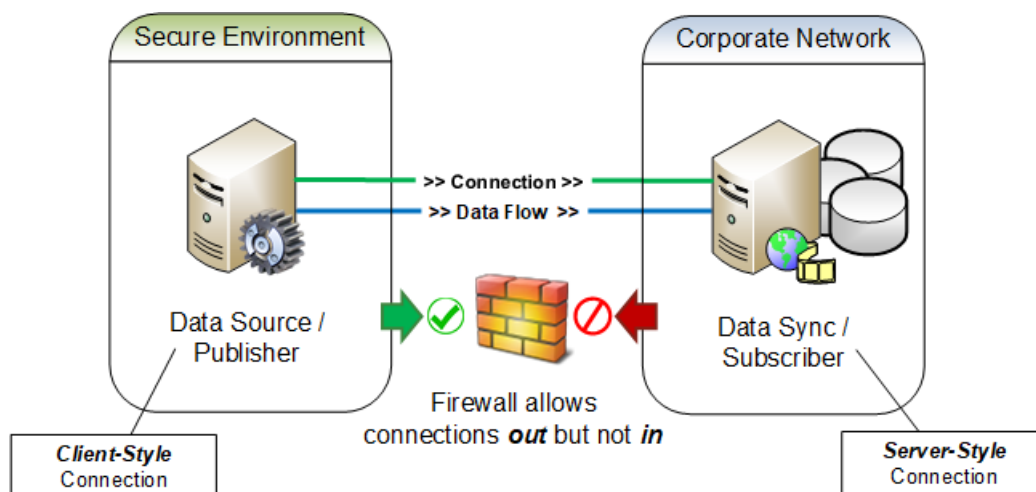 Secure Environment
Corporate Network
>> Connection >>
>> Data Flow >>
Data Source /
Publisher
Data Sync /
Subscriber
Firewall allows
connections out but not in
Client-Style
Connection
Server-Style
Connection